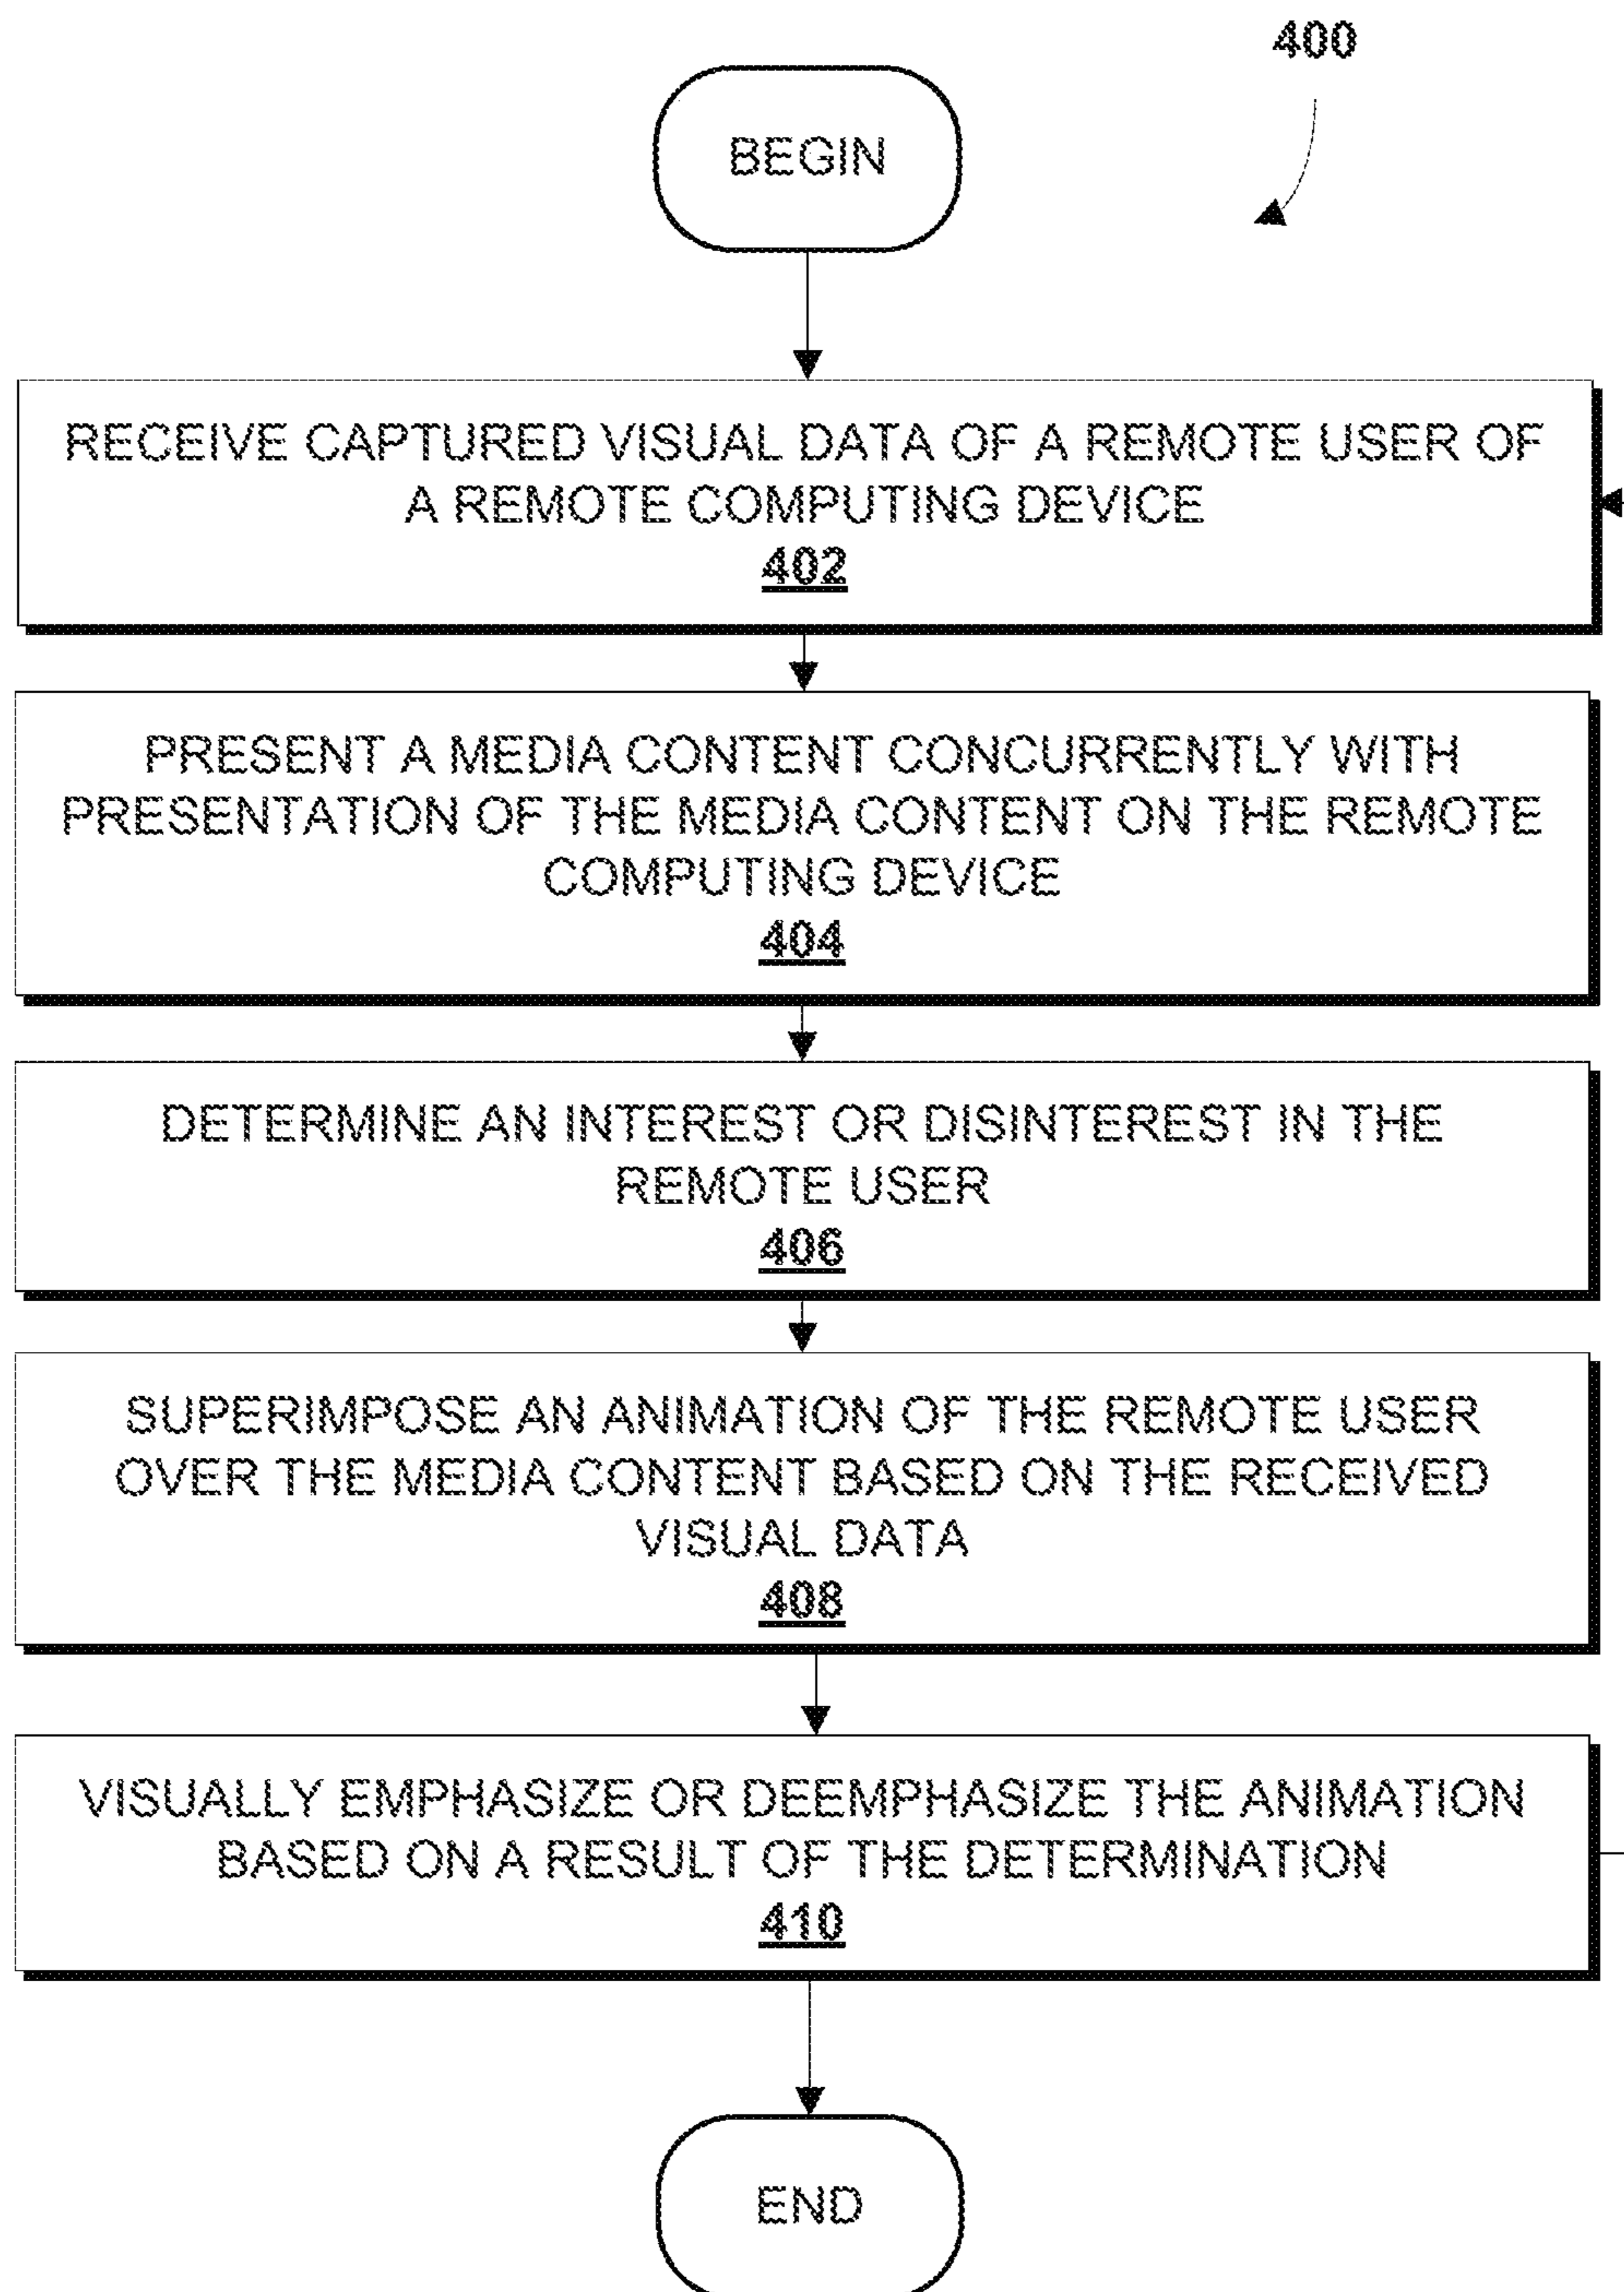 400
BEGIN
RECEIVE CAPTURED VISUAL DATA OF A REMOTE USER OF
A REMOTE COMPUTING DEVICE
402
PRESENT A MEDIA CONTENT CONCURRENTLY WITH
PRESENTATION OF THE MEDIA CONTENT ON THE REMOTE
COMPUTING DEVICE
404
DETERMINE AN INTEREST OR DISINTEREST IN THE
REMOTE USER
406
SUPERIMPOSE AN ANIMATION OF THE REMOTE USER
OVER THE MEDIA CONTENT BASED ON THE RECEIVED
VISUAL DATA
408
VISUALLY EMPHASIZE OR DEEMPHASIZE THE ANIMATION
BASED ON A RESULT OF THE DETERMINATION
410
END